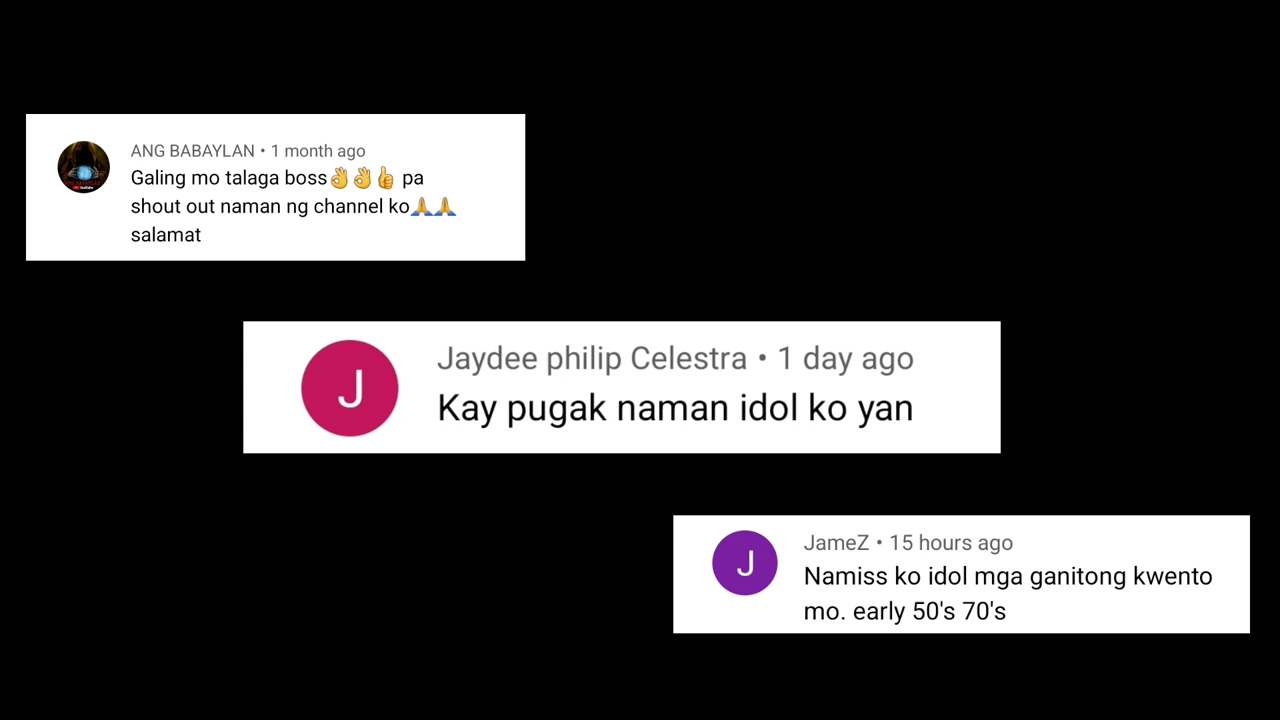 ANG BABAYLAN • 1 month ago
Galing mo talaga boss👌👌👍 pa
shout out naman ng channel ko🙏🙏
salamat
J
Jaydee philip Celestra • 1 day ago
Kay pugak naman idol ko yan
J
JameZ • 15 hours ago
Namiss ko idol mga ganitong kwento
mo. early 50's 70's